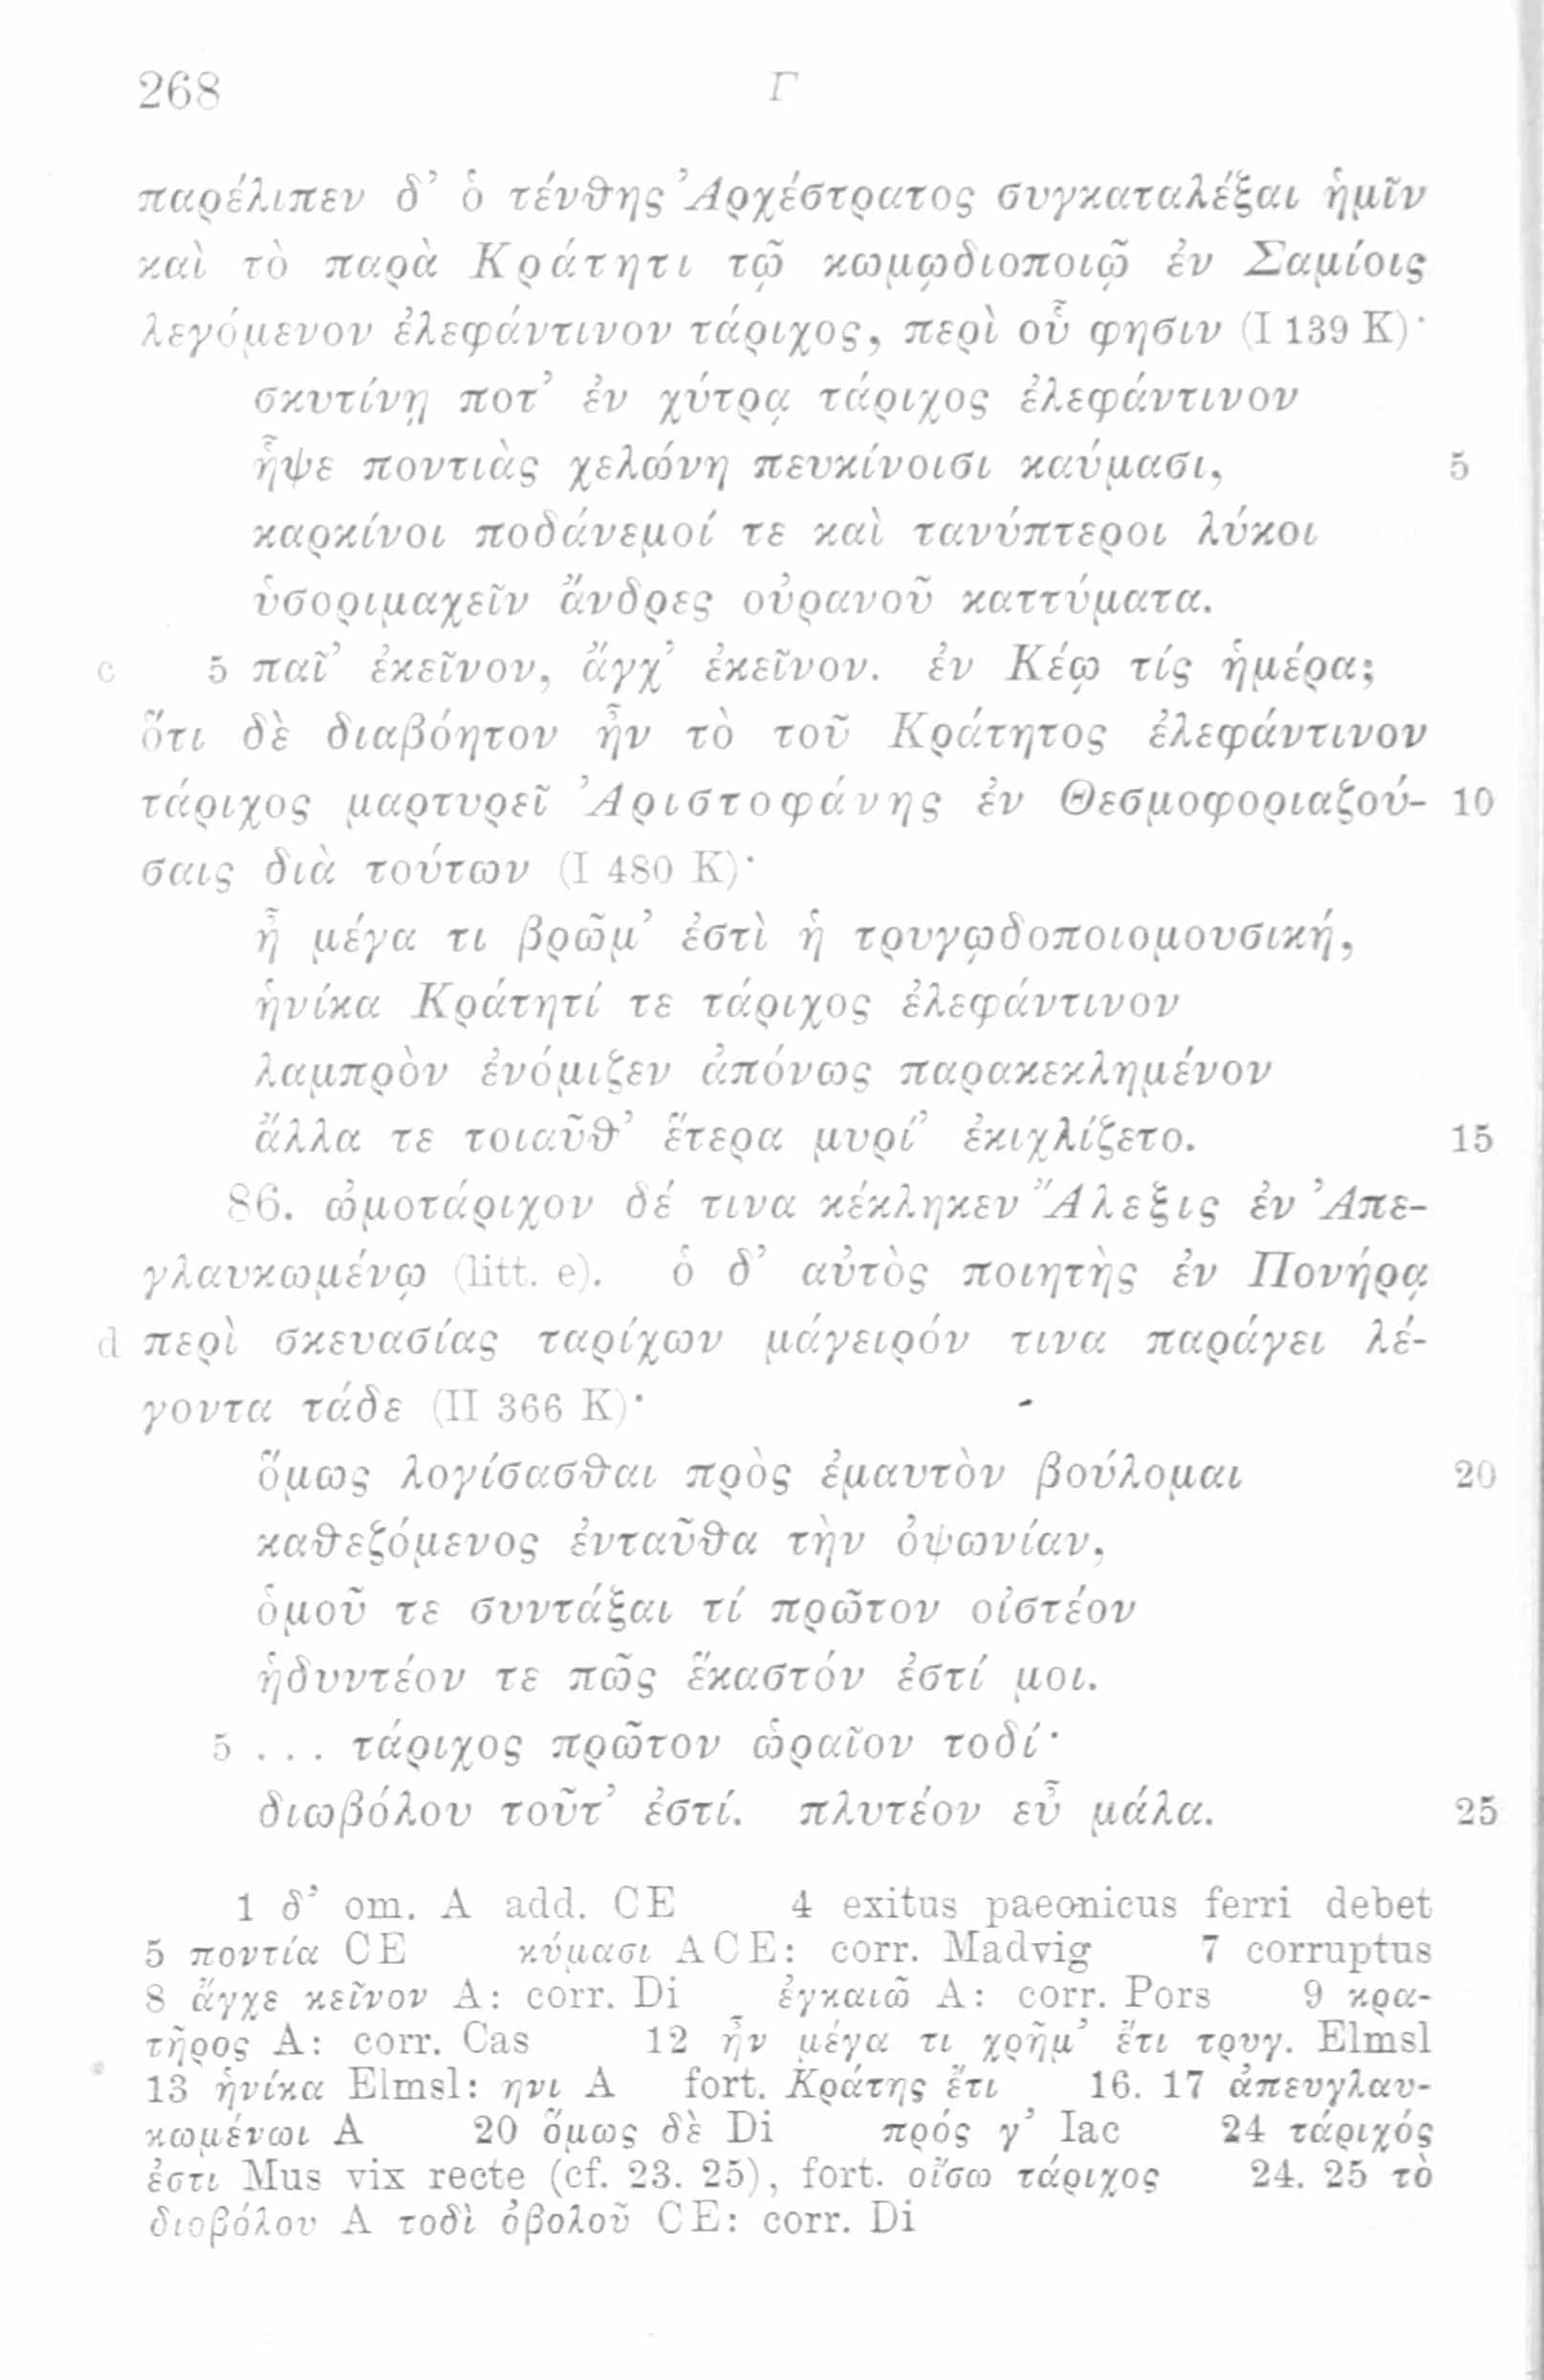 268 Γ
παρέλιπεν δ’ ὁ τένθης Ἀρχέστρατος συγκαταλέξαι ἡμῖν
καὶ τὸ παρὰ Κράτητι τῷ κωμῳδιοποιῷ ἐν Σαμίοις
λεγόμενον ἐλεφάντινον τάριχος, περὶ οὗ φησιν (I 139 K)·
σκυτίνῃ ποτ’ ἐν χύτρᾳ τάριχος ἐλεφάντινον
ἧψε ποντιὰς χελώνη πευκίνοισι καύμασι, 5
καρκίνοι ποδάνεμοί τε καὶ τανύπτεροι λύκοι
ὑσοριμαχεῖν ἄνδρες οὐρανοῦ καττύματα.
c 5 παῖ’ ἐκεῖνον, ἄγχ’ ἐκεῖνον. ἐν Κέῳ τίς ἡμέρα;
ὅτι δὲ διαβόητον ἦν τὸ τοῦ Κράτητος ἐλεφάντινον
τάριχος μαρτυρεῖ Ἀριστοφάνης ἐν Θεσμοφοριαζού- 10
σαις διὰ τούτων (I 480 K)·
ἦ μέγα τι βρῶμ’ ἐστὶ ἡ τρυγῳδοποιομουσική,
ἡνίκα Κράτητί τε τάριχος ἐλεφάντινον
λαμπρὸν ἐνόμιζεν ἀπόνως παρακεκλημένον
ἄλλα τε τοιαῦθ’ ἕτερα μυρί’ ἐκιχλίζετο. 15
86. ὠμοτάριχον δέ τινα κέκληκεν Ἄλεξις ἐν Ἀπε-
γλαυκωμένῳ (litt. e). ὁ δ’ αὐτὸς ποιητὴς ἐν Πονήρᾳ
d περὶ σκευασίας ταρίχων μάγειρόν τινα παράγει λέ-
γοντα τάδε (II 366 K)·
ὅμως λογίσασθαι πρὸς ἐμαυτὸν βούλομαι 20
καθεζόμενος ἐνταῦθα τὴν ὀψωνίαν,
ὁμοῦ τε συντάξαι τί πρῶτον οἰστέον
ἡδυντέον τε πῶς ἕκαστόν ἐστί μοι.
5 . . . τάριχος πρῶτον ὡραῖον τοδί·
διωβόλου τοῦτ’ ἐστί. πλυτέον εὖ μάλα. 25
1 δ’ om. A add. CE 4 exitus paeonicus ferri debet
5 ποντία CE κύμασι ACE: corr. Madvig 7 corruptus
8 ἄγχε κεῖνον A: corr. Di ἐγκαιῶ A: corr. Pors 9 κρα-
τῆρος A: corr. Cas 12 ἦν μέγα τι χρῆμ’ ἔτι τρυγ. Elmsl
13 ἡνίκα Elmsl: ηνι A fort. Κράτης ἔτι 16. 17 ἀπευγλαυ-
κωμένωι A 20 ὅμως δὲ Di πρός γ’ Iac 24 τάριχός
ἐστι Mus vix recte (cf. 23. 25), fort. οἴσω τάριχος 24. 25 τὸ
διοβόλου A τοδὶ ὀβολοῦ CE: corr. Di